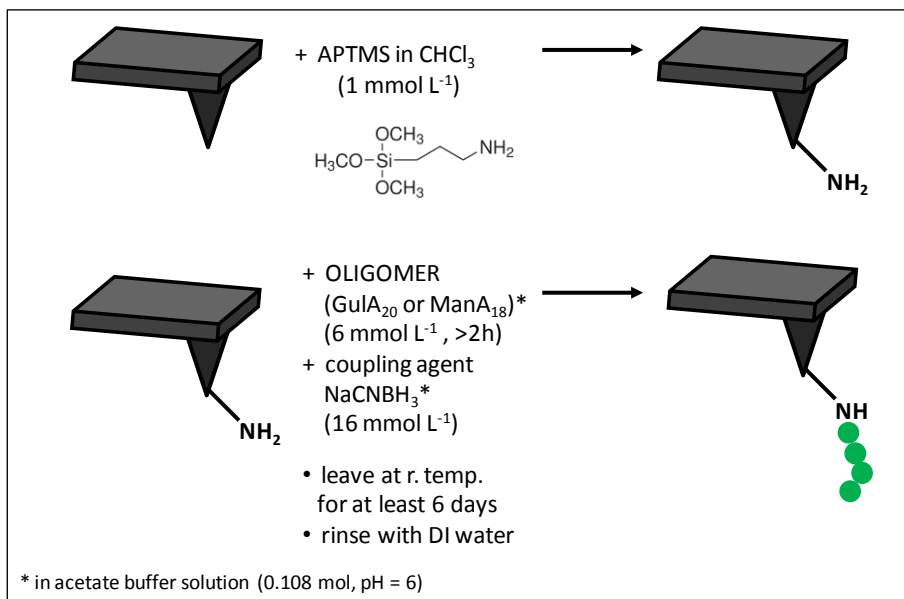 + APTMS in CHCl₃
(1 mmol L⁻¹)
OCH₃
H₃CO-Si
NH₂
OCH₃
NH₂
+ OLIGOMER
(GulA₂₀ or ManA₁₈)*
(6 mmol L⁻¹ , >2h)
+ coupling agent
NaCNBH₃*
(16 mmol L⁻¹)
NH₂
NH
• leave at r. temp.
for at least 6 days
• rinse with DI water
* in acetate buffer solution (0.108 mol, pH = 6)